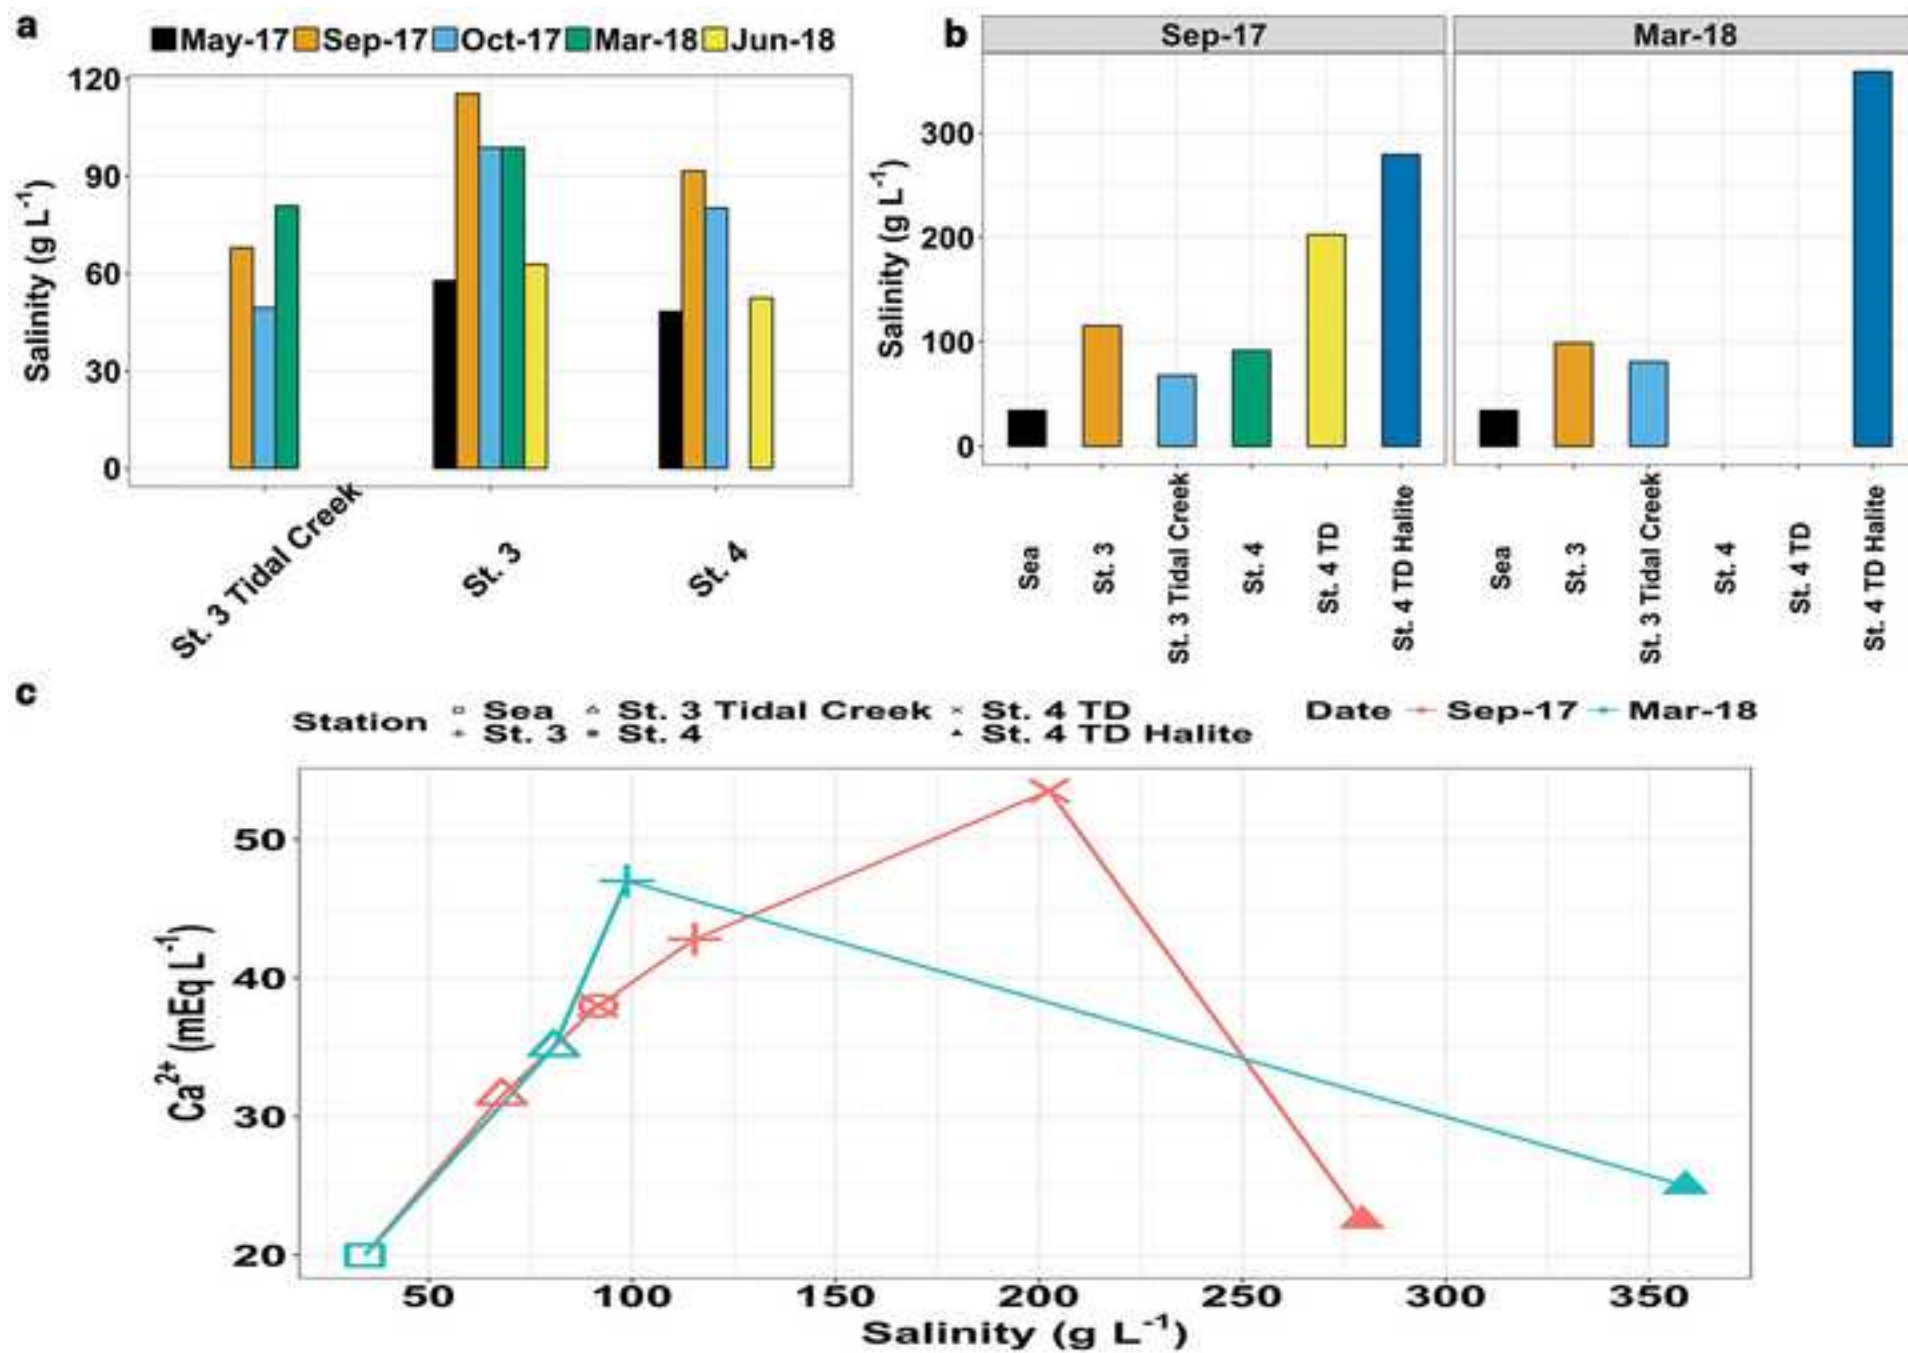 a
May-17 Sep-17 Oct-17 Mar-18 Jun-18
Salinity (g L⁻¹)
120
90
60
30
0
St. 3 Tidal Creek
St. 3
St. 4
b
Sep-17
Mar-18
Salinity (g L⁻¹)
300
200
100
0
Sea
St. 3
St. 3 Tidal Creek
St. 4
St. 4 TD
St. 4 TD Halite
Sea
St. 3
St. 3 Tidal Creek
St. 4
St. 4 TD
St. 4 TD Halite
c
Station
Sea St. 3 Tidal Creek St. 4 TD
St. 3 St. 4 St. 4 TD Halite
Date Sep-17 Mar-18
Ca²⁺ (mEq L⁻¹)
50
40
30
20
50 100 150 200 250 300 350
Salinity (g L⁻¹)